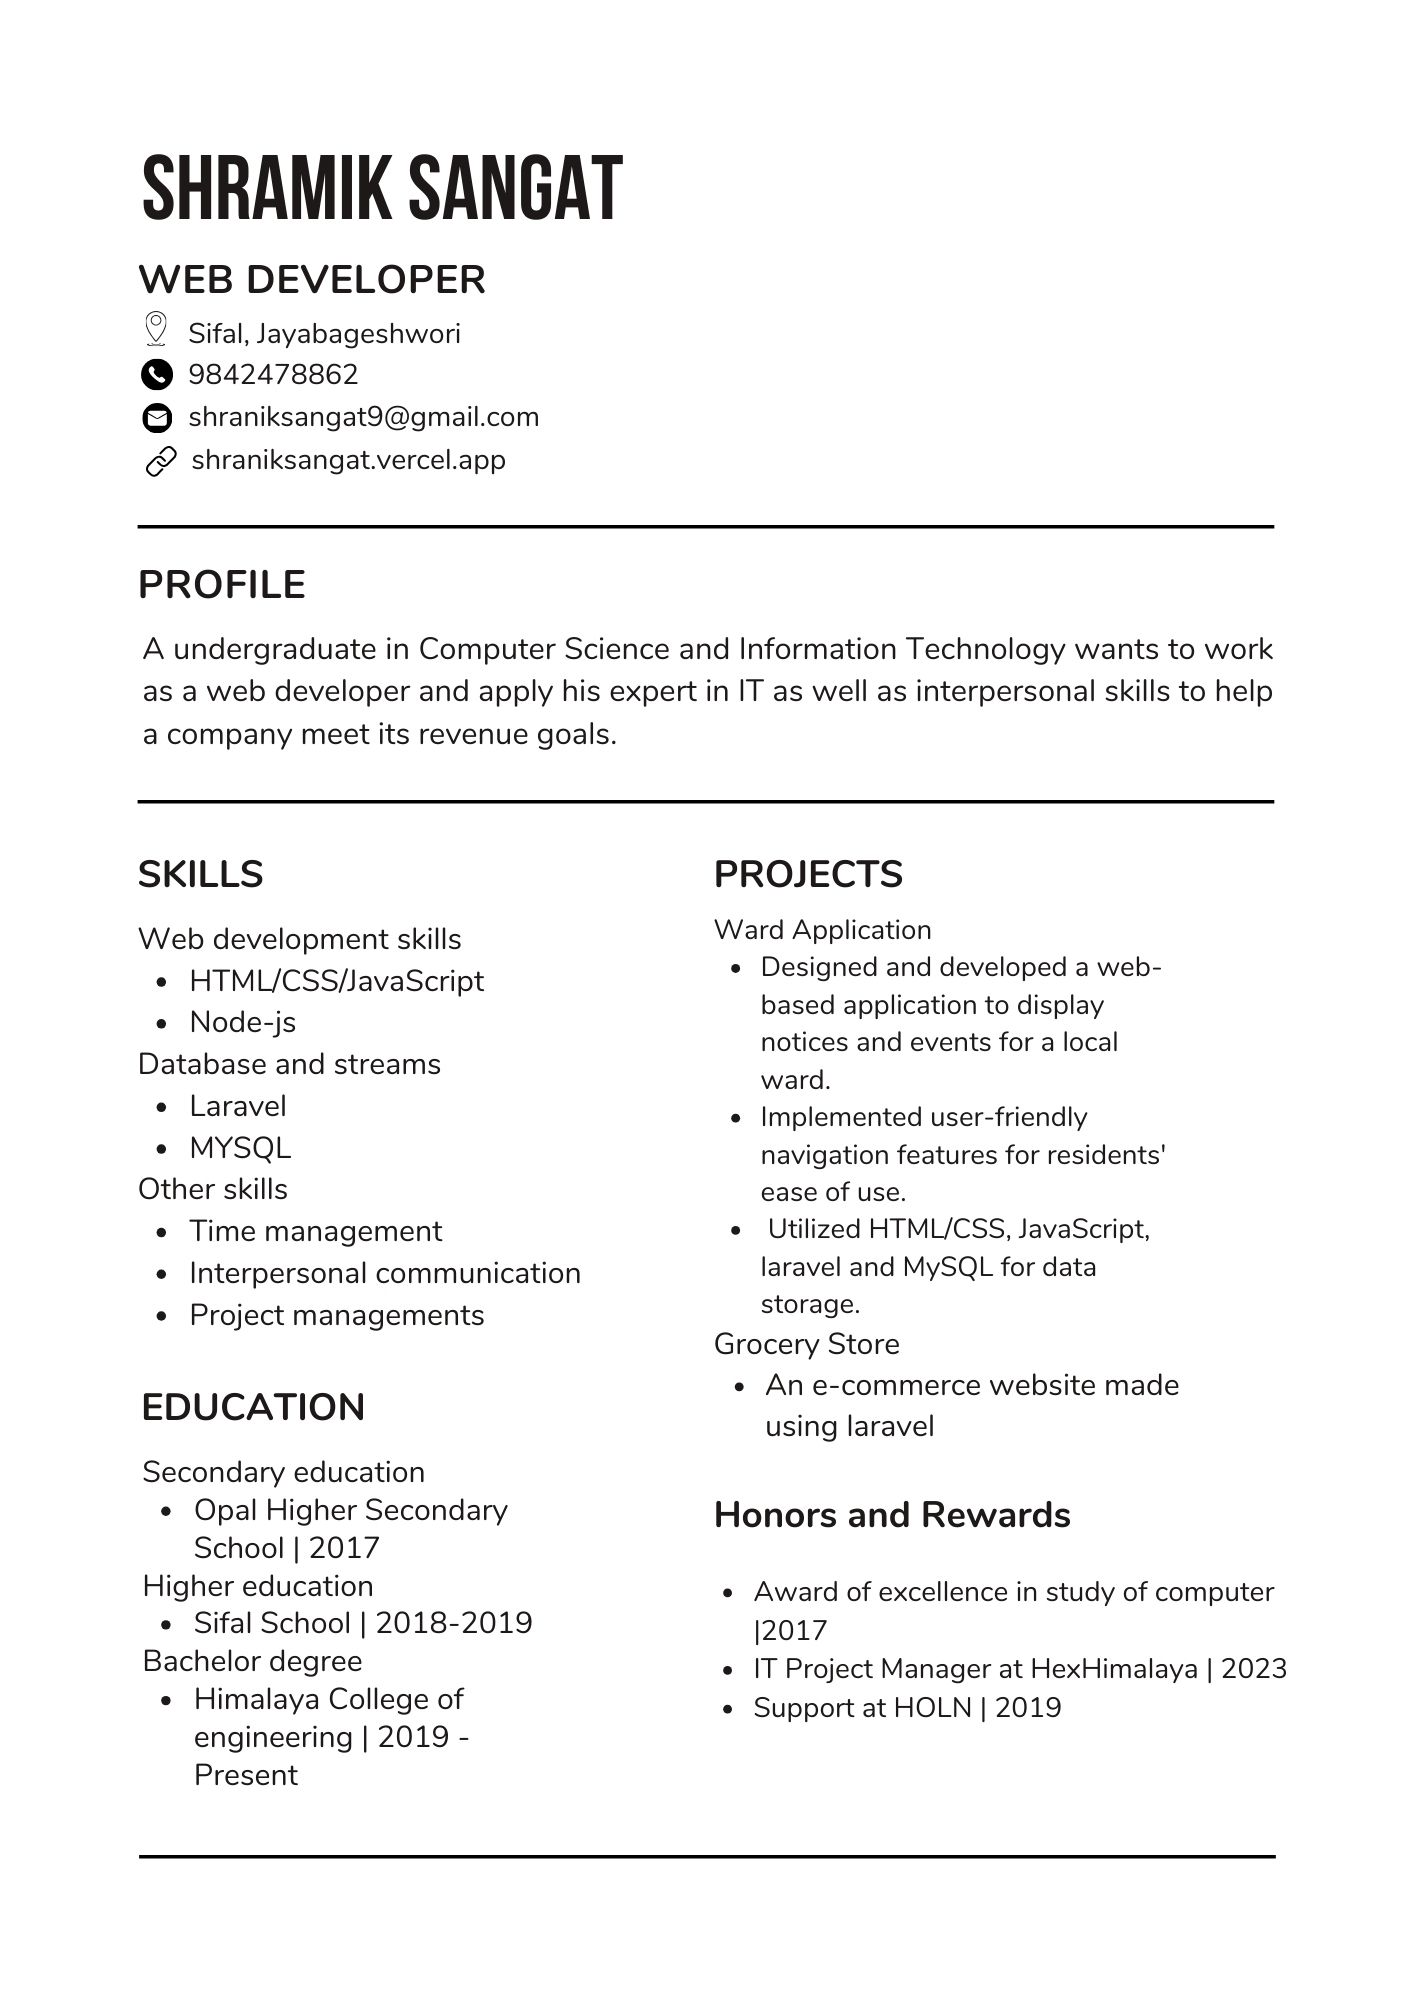 SHRAMIK SANGAT
WEB DEVELOPER
Sifal, Jayabageshwori
9842478862
shraniksangat9@gmail.com
shraniksangat.vercel.app
PROFILE
A undergraduate in Computer Science and Information Technology wants to work
as a web developer and apply his expert in IT as well as interpersonal skills to help
a company meet its revenue goals.
SKILLS
Web development skills
• HTML/CSS/JavaScript
• Node-js
Database and streams
• Laravel
• MYSQL
Other skills
• Time management
• Interpersonal communication
• Project managements
EDUCATION
Secondary education
• Opal Higher Secondary
School | 2017
Higher education
• Sifal School | 2018-2019
Bachelor degree
• Himalaya College of
engineering | 2019 -
Present
PROJECTS
Ward Application
• Designed and developed a web-
based application to display
notices and events for a local
ward.
• Implemented user-friendly
navigation features for residents'
ease of use.
• Utilized HTML/CSS, JavaScript,
laravel and MySQL for data
storage.
Grocery Store
• An e-commerce website made
using laravel
Honors and Rewards
• Award of excellence in study of computer
|2017
• IT Project Manager at HexHimalaya | 2023
• Support at HOLN | 2019